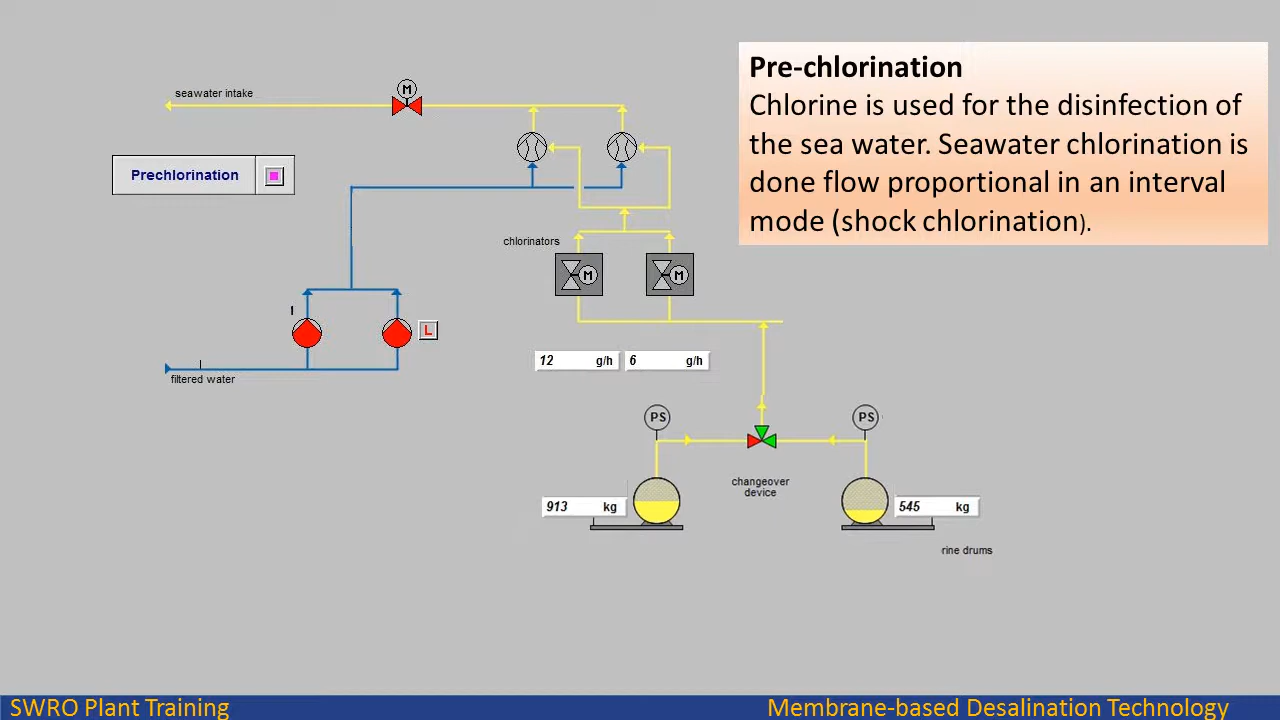 Pre-chlorination
Chlorine is used for the disinfection of
the sea water. Seawater chlorination is
done flow proportional in an interval
mode (shock chlorination).
seawater intake
M
Prechlorination
chlorinators
M
M
!
L
12 g/h
6 g/h
filtered water
PS
PS
changeover
device
913 kg
545 kg
rine drums
SWRO Plant Training
Membrane-based Desalination Technology